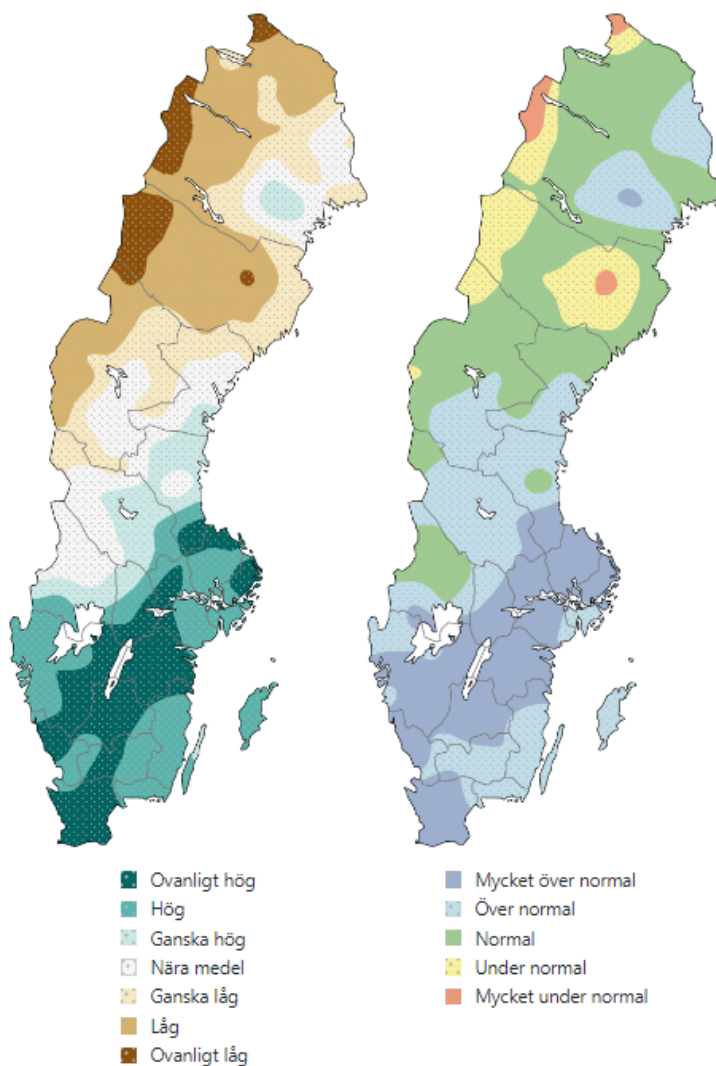 Ovanligt hög
Hög
Ganska hög
Nära medel
Ganska låg
Låg
Ovanligt låg
Mycket över normal
Över normal
Normal
Under normal
Mycket under normal